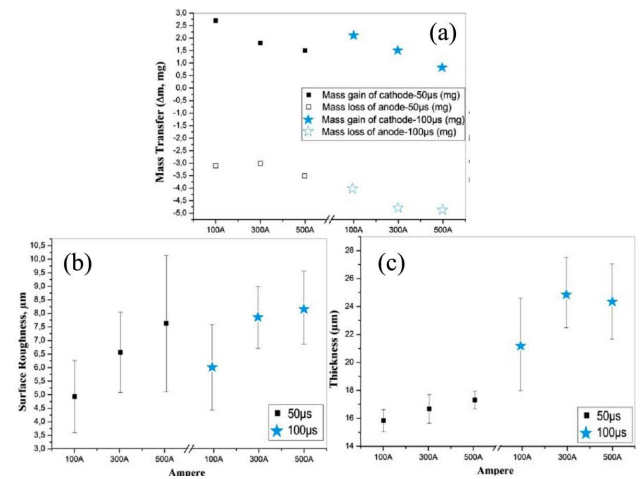 (a)
Mass Transfer (Δm, mg)
3,0
2,5
2,0
1,5
1,0
0,5
0,0
-0,5
-1,0
-1,5
-2,0
-2,5
-3,0
-3,5
-4,0
-4,5
-5,0
Mass gain of cathode-50µs (mg)
Mass loss of anode-50µs (mg)
Mass gain of cathode-100µs (mg)
Mass loss of anode-100µs (mg)
100A 300A 500A 100A 300A 500A
(b)
Surface Roughness, µm
10,5
10,0
9,5
9,0
8,5
8,0
7,5
7,0
6,5
6,0
5,5
5,0
4,5
4,0
3,5
3,0
50µs
100µs
100A 300A 500A 100A 300A 500A
Ampere
(c)
Thickness (µm)
28
26
24
22
20
18
16
14
50µs
100µs
100A 300A 500A 100A 300A 500A
Ampere